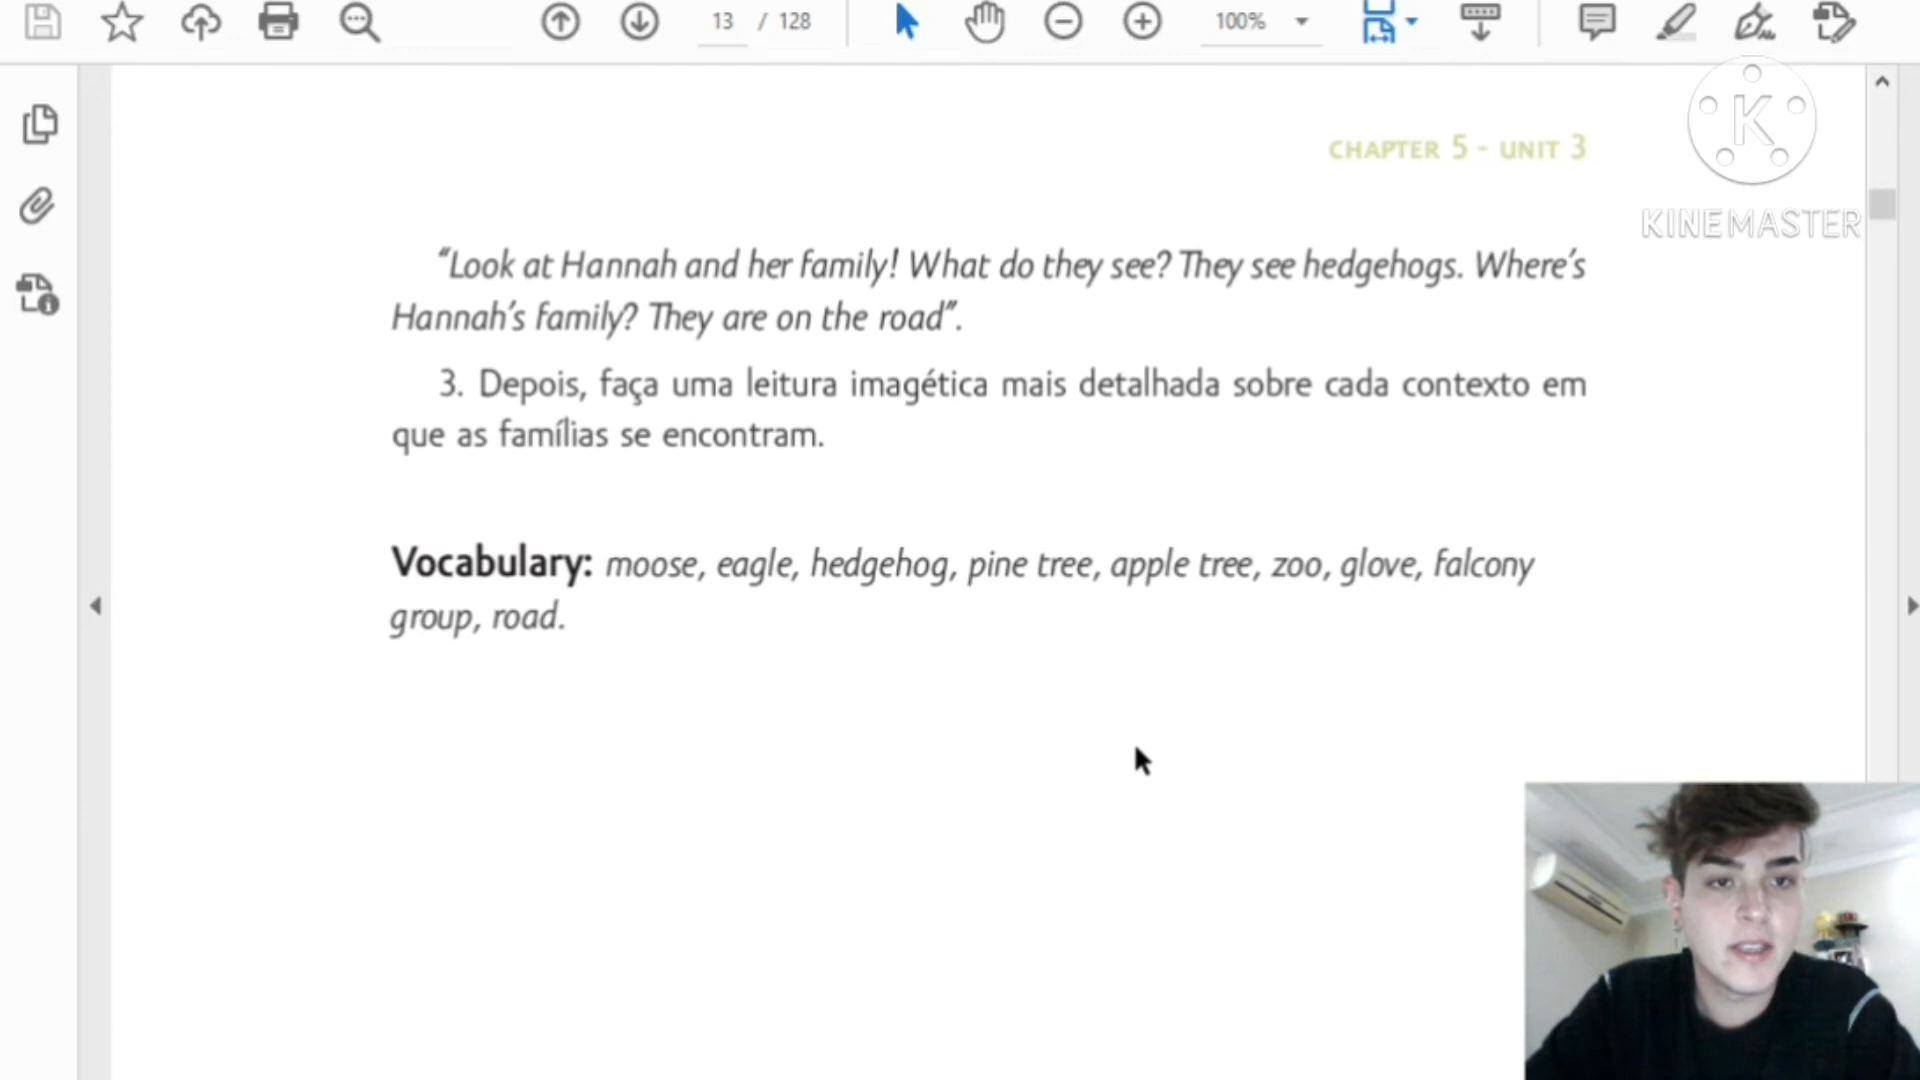 13 / 128
100%
CHAPTER 5 - UNIT 3
KINEMASTER
"Look at Hannah and her family! What do they see? They see hedgehogs. Where's
Hannah's family? They are on the road".
3. Depois, faça uma leitura imagética mais detalhada sobre cada contexto em
que as famílias se encontram.
Vocabulary: moose, eagle, hedgehog, pine tree, apple tree, zoo, glove, falcony
group, road.